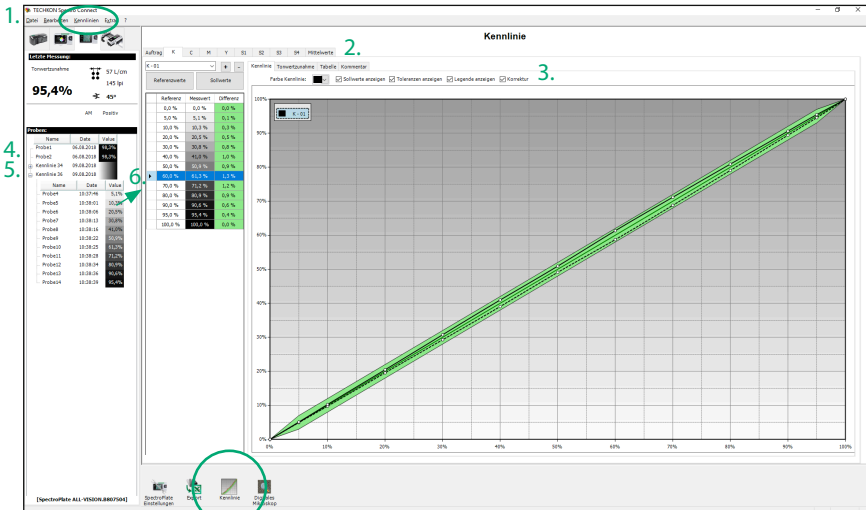 TECHKON Spectro Connect
1.
Datei Bearbeiten Kennlinien Extras ?
Kennlinie
Letzte Messung:
Tonwertzunahme
57 L/cm
145 lpi
95,4%
45°
AM Positiv
Proben:
Name Date Value
4.
Probe1 06.08.2018 98,3%
Probe2 06.08.2018 98,3%
5.
Kennlinie 34 09.08.2018
Kennlinie 36 09.08.2018
Name Date Value
Probe4 10:37:46 5,1%
Probe5 10:38:01 10,3%
Probe6 10:38:06 20,5%
Probe7 10:38:12 30,8%
Probe8 10:38:16 41,0%
Probe9 10:38:22 50,9%
Probe10 10:38:25 61,3%
Probe11 10:38:28 71,2%
Probe12 10:38:34 80,9%
Probe13 10:38:36 90,6%
Probe14 10:38:39 95,4%
[SpectroPlate ALL-VISION.B807504]
2.
Auftrag K C M Y S1 S2 S3 S4 Mittelwerte
K - 01 + -
Referenzwerte Sollwerte
6.
Referenz Messwert Differenz
0,0 % 0,0 % 0,0 %
5,0 % 5,1 % 0,1 %
10,0 % 10,3 % 0,3 %
20,0 % 20,5 % 0,5 %
30,0 % 30,8 % 0,8 %
40,0 % 41,0 % 1,0 %
50,0 % 50,9 % 0,9 %
60,0 % 61,3 % 1,3 %
70,0 % 71,2 % 1,2 %
80,0 % 80,9 % 0,9 %
90,0 % 90,6 % 0,6 %
95,0 % 95,4 % 0,4 %
100,0 % 100,0 % 0,0 %
Kennlinie Tonwertzunahme Tabelle Kommentar
3.
Farbe Kennlinie: Sollwerte anzeigen Toleranzen anzeigen Legende anzeigen Korrektur
K - 01
100%
90%
80%
70%
60%
50%
40%
30%
20%
10%
0%
0% 10% 20% 30% 40% 50% 60% 70% 80% 90% 100%
SpectroPlate Einstellungen
Export
Kennlinie
Digitales Mikroskop